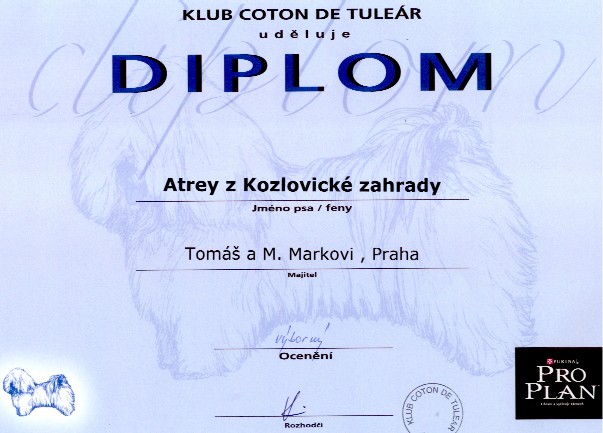 KLUB COTON DE TULEÁR
uděluje
DIPLOM
diplom
Atrey z Kozlovické zahrady
Jméno psa / feny
Tomáš a M. Markovi , Praha
Majitel
výborný
Ocenění
Rozhodčí
KLUB COTON DE TULEÁR
PURINA
PRO
PLAN